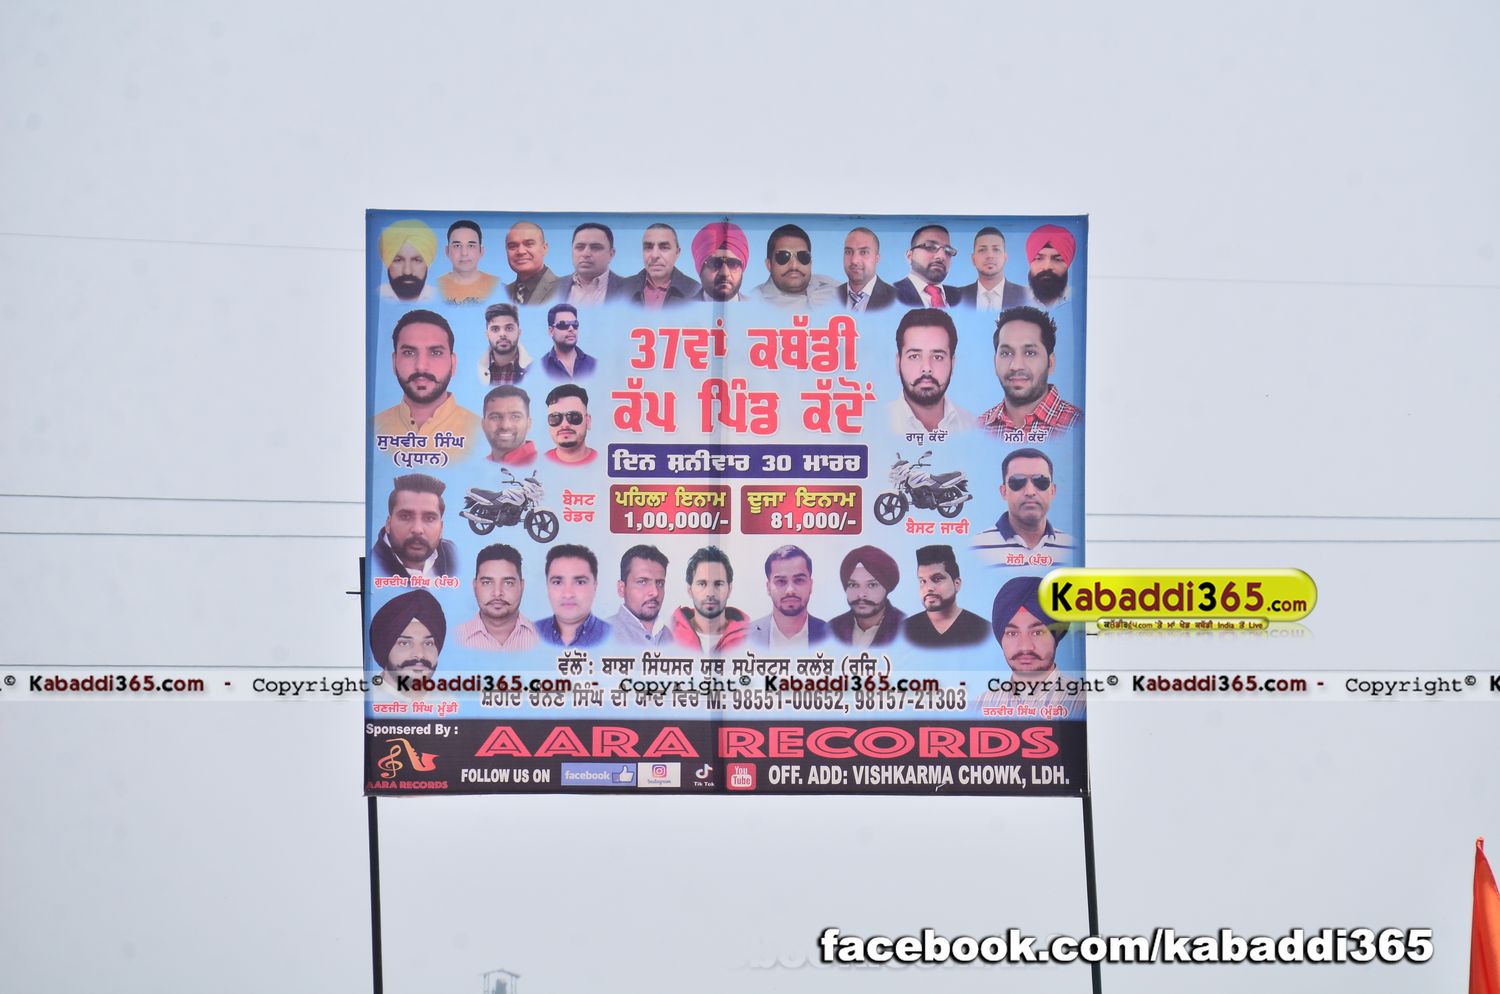 37ਵਾਂ ਕਬੱਡੀ
ਕੱਪ ਪਿੰਡ ਕੱਦੋਂ
ਸੁਖਵੀਰ ਸਿੰਘ
(ਪ੍ਰਧਾਨ)
ਰਾਜੂ ਕੱਦੋਂ
ਮਨੀ ਕੱਦੋਂ
ਦਿਨ ਸ਼ਨੀਵਾਰ 30 ਮਾਰਚ
ਬੈਸਟ
ਰੇਡਰ
ਪਹਿਲਾ ਇਨਾਮ
1,00,000/-
ਦੂਜਾ ਇਨਾਮ
81,000/-
ਬੈਸਟ ਜਾਫੀ
ਸੋਨੀ (ਪੰਚ)
ਗੁਰਦੀਪ ਸਿੰਘ (ਪੰਚ)
Kabaddi365.com
ਵੱਲੋਂ: ਬਾਬਾ ਸਿੱਧਸਰ ਯੂਥ ਸਪੋਰਟਸ ਕਲੱਬ (ਰਜਿ.)
© Kabaddi365.com - Copyright© Kabaddi365.com - Copyright© Kabaddi365.com - Copyright© Kabaddi365.com - Copyright© K
ਸ਼ਹੀਦ ਚੰਨਣ ਸਿੰਘ ਦੀ ਯਾਦ ਵਿਚ M: 98551-00652, 98157-21303
ਰਣਜੀਤ ਸਿੰਘ ਮੁੰਡੀ
ਤਨਵੀਰ ਸਿੰਘ (ਮੁੰਡੀ)
Sponsered By :
AARA RECORDS
AARA RECORDS
FOLLOW US ON facebook Instagram Tik Tok You Tube OFF. ADD: VISHKARMA CHOWK, LDH.
facebook.com/kabaddi365